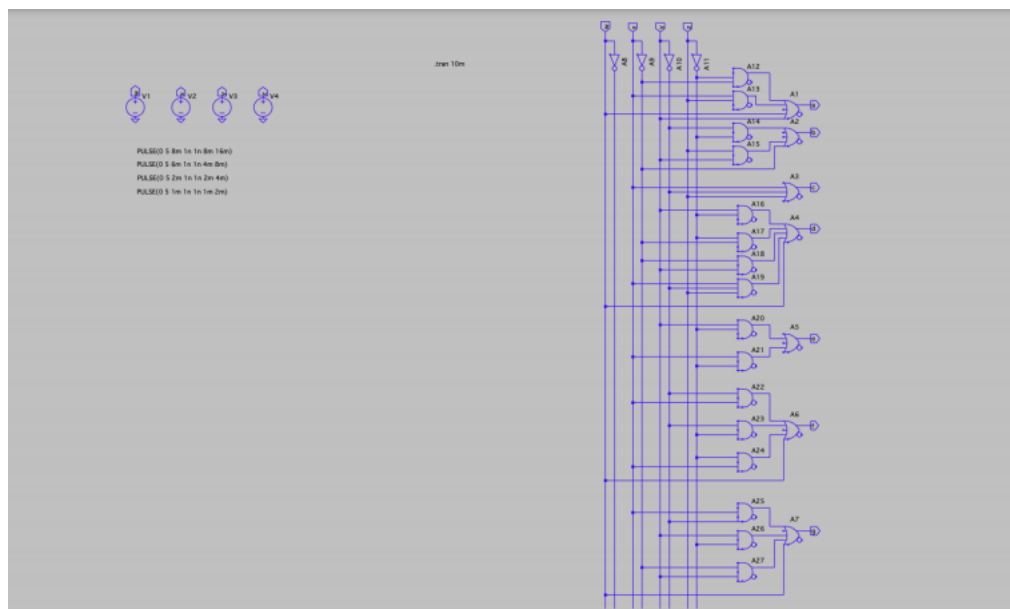 .tran 10m
A8
A9
A10
A11
A12
A13
A1
V1
V2
V3
V4
A2
A14
A15
PULSE(0 5 8m 1n 1n 8m 16m)
PULSE(0 5 6m 1n 1n 4m 8m)
PULSE(0 5 2m 1n 1n 2m 4m)
PULSE(0 5 1m 1n 1n 1m 2m)
A3
A16
A4
A17
A18
A19
A20
A5
A21
A22
A6
A23
A24
A25
A7
A26
A27